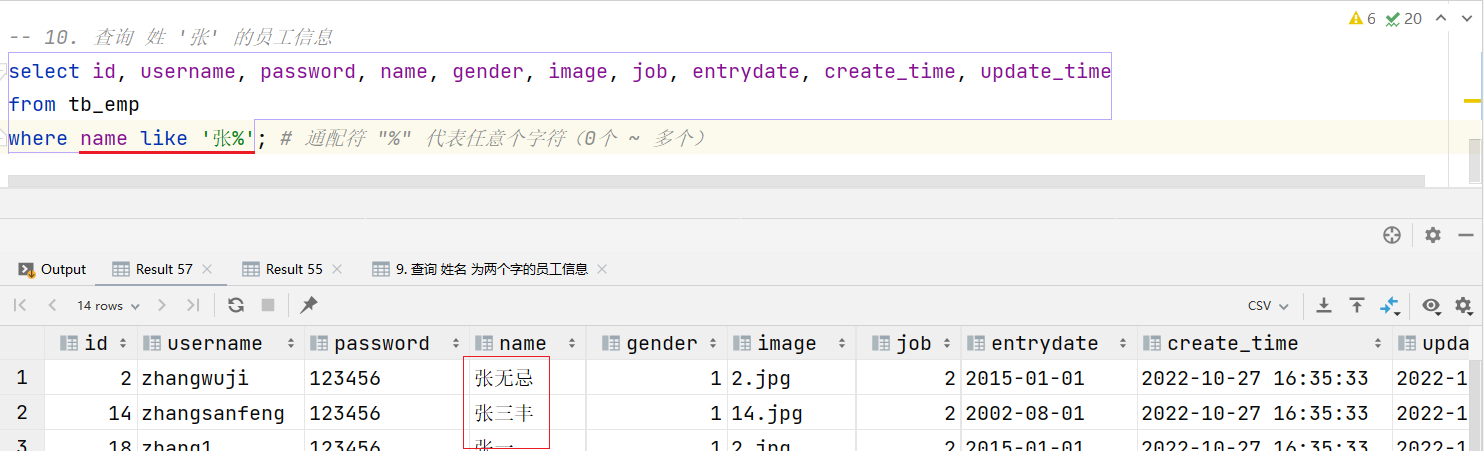 6 20
-- 10. 查询 姓 '张' 的员工信息
select id, username, password, name, gender, image, job, entrydate, create_time, update_time
from tb_emp
where name like '张%'; # 通配符 "%" 代表任意个字符（0个 ~ 多个）
Output Result 57 Result 55 9. 查询 姓名 为两个字的员工信息
14 rows CSV
id username password name gender image job entrydate create_time upda
1 2 zhangwuji 123456 张无忌 1 2.jpg 2 2015-01-01 2022-10-27 16:35:33 2022-1
2 14 zhangsanfeng 123456 张三丰 1 14.jpg 2 2002-08-01 2022-10-27 16:35:33 2022-1
3 18 zhang1 123456 张一 1 2.jpg 2 2015-01-01 2022-10-27 16:35:33 2022-1